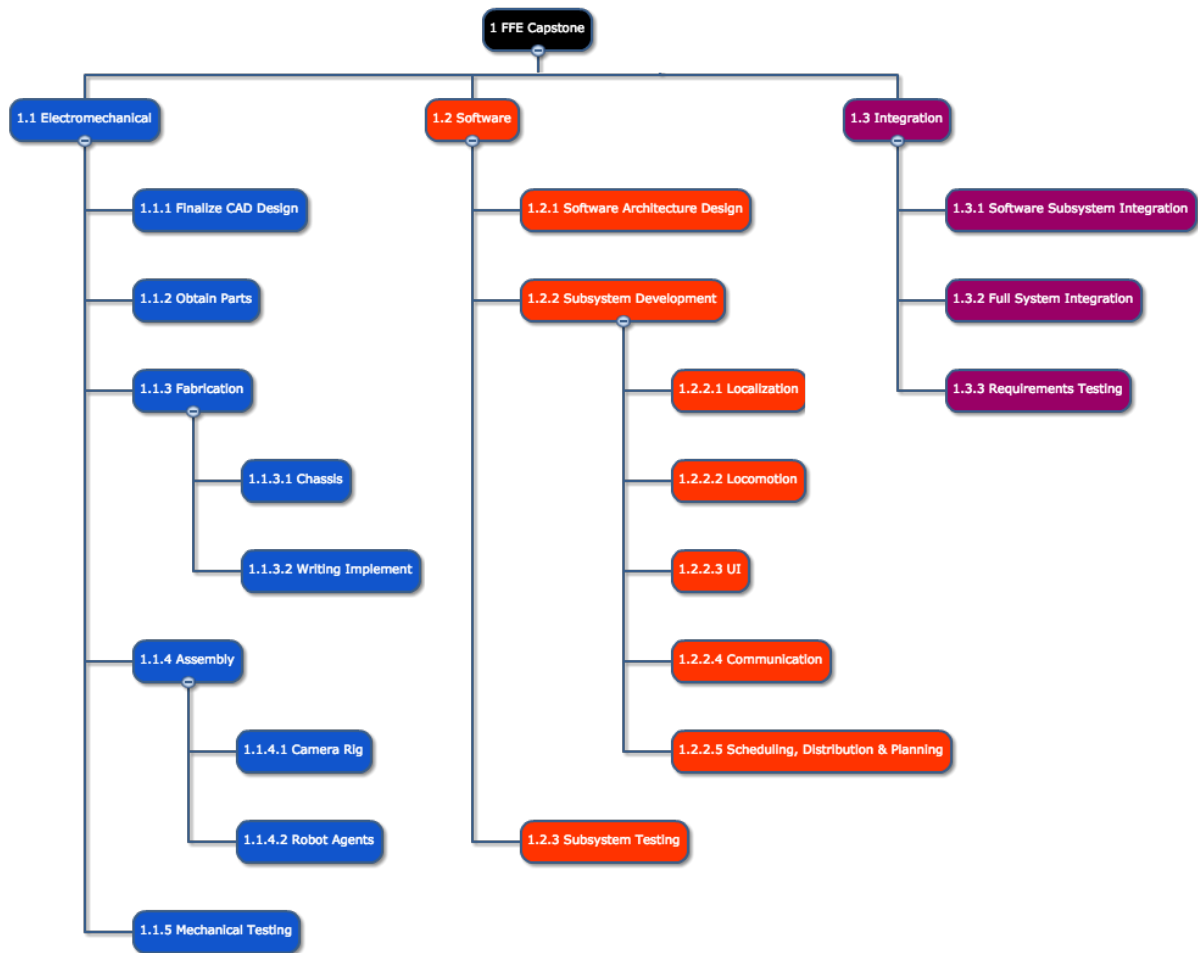 1 FFE Capstone
1.1 Electromechanical
1.1.1 Finalize CAD Design
1.1.2 Obtain Parts
1.1.3 Fabrication
1.1.3.1 Chassis
1.1.3.2 Writing Implement
1.1.4 Assembly
1.1.4.1 Camera Rig
1.1.4.2 Robot Agents
1.1.5 Mechanical Testing
1.2 Software
1.2.1 Software Architecture Design
1.2.2 Subsystem Development
1.2.2.1 Localization
1.2.2.2 Locomotion
1.2.2.3 UI
1.2.2.4 Communication
1.2.2.5 Scheduling, Distribution & Planning
1.2.3 Subsystem Testing
1.3 Integration
1.3.1 Software Subsystem Integration
1.3.2 Full System Integration
1.3.3 Requirements Testing